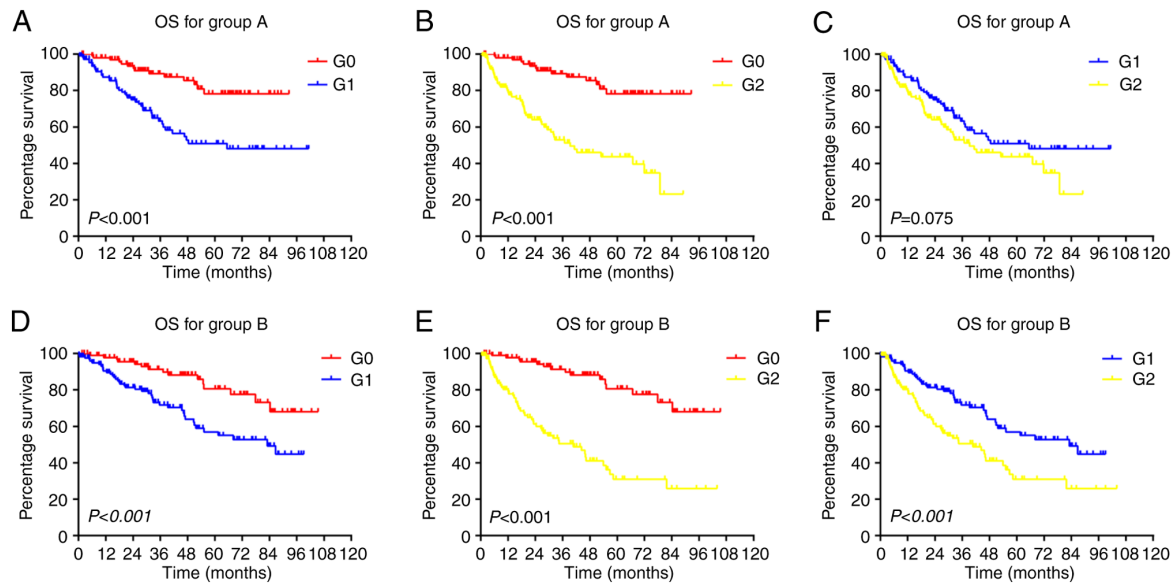 A
OS for group A
100
80
60
40
20
0
Percentage survival
G0
G1
P<0.001
0 12 24 36 48 60 72 84 96 108 120
Time (months)
B
OS for group A
100
80
60
40
20
0
Percentage survival
G0
G2
P<0.001
0 12 24 36 48 60 72 84 96 108 120
Time (months)
C
OS for group A
100
80
60
40
20
0
Percentage survival
G1
G2
P=0.075
0 12 24 36 48 60 72 84 96 108 120
Time (months)
D
OS for group B
100
80
60
40
20
0
Percentage survival
G0
G1
P<0.001
0 12 24 36 48 60 72 84 96 108 120
Time (months)
E
OS for group B
100
80
60
40
20
0
Percentage survival
G0
G2
P<0.001
0 12 24 36 48 60 72 84 96 108 120
Time (months)
F
OS for group B
100
80
60
40
20
0
Percentage survival
G1
G2
P<0.001
0 12 24 36 48 60 72 84 96 108 120
Time (months)